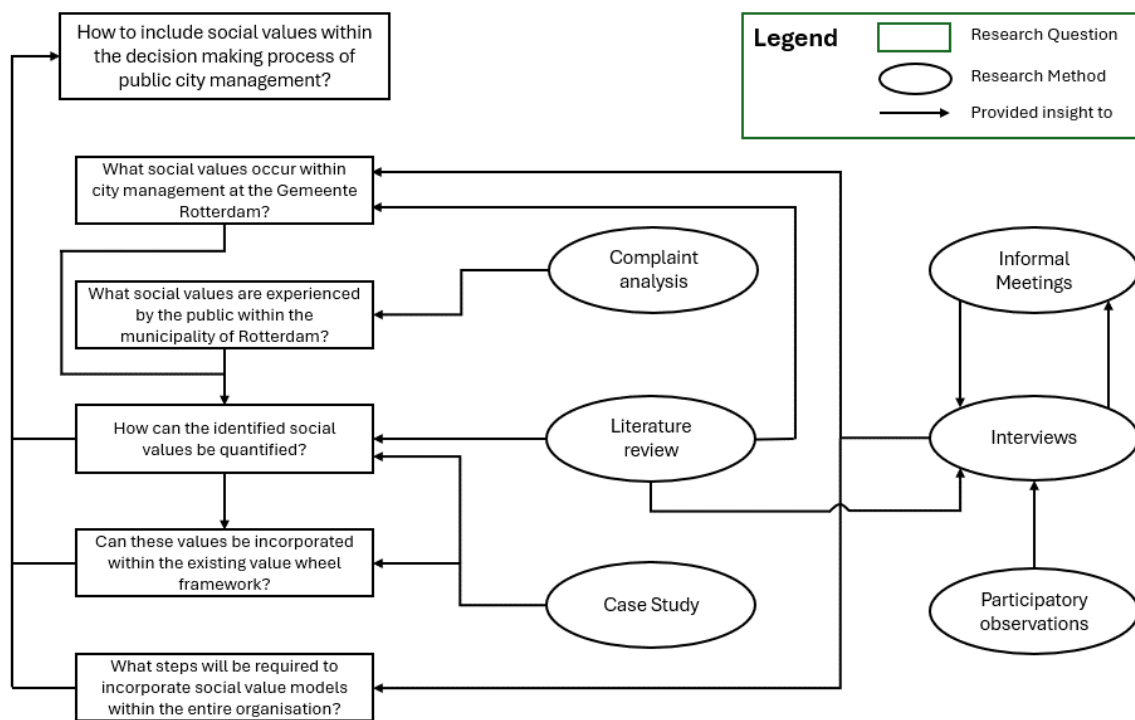 How to include social values within
the decision making process of
public city management?
Legend
Research Question
Research Method
Provided insight to
What social values occur within
city management at the Gemeente
Rotterdam?
Complaint
analysis
Informal
Meetings
What social values are experienced
by the public within the
municipality of Rotterdam?
How can the identified social
values be quantified?
Literature
review
Interviews
Can these values be incorporated
within the existing value wheel
framework?
Case Study
Participatory
observations
What steps will be required to
incorporate social value models
within the entire organisation?